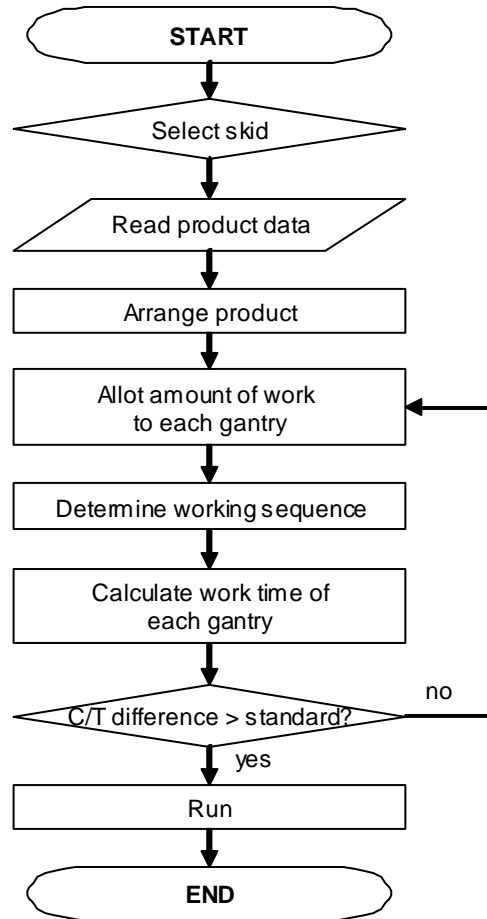 START
Select skid
Read product data
Arrange product
Allot amount of work
to each gantry
Determine working sequence
Calculate work time of
each gantry
C/T difference > standard?
no
yes
Run
END